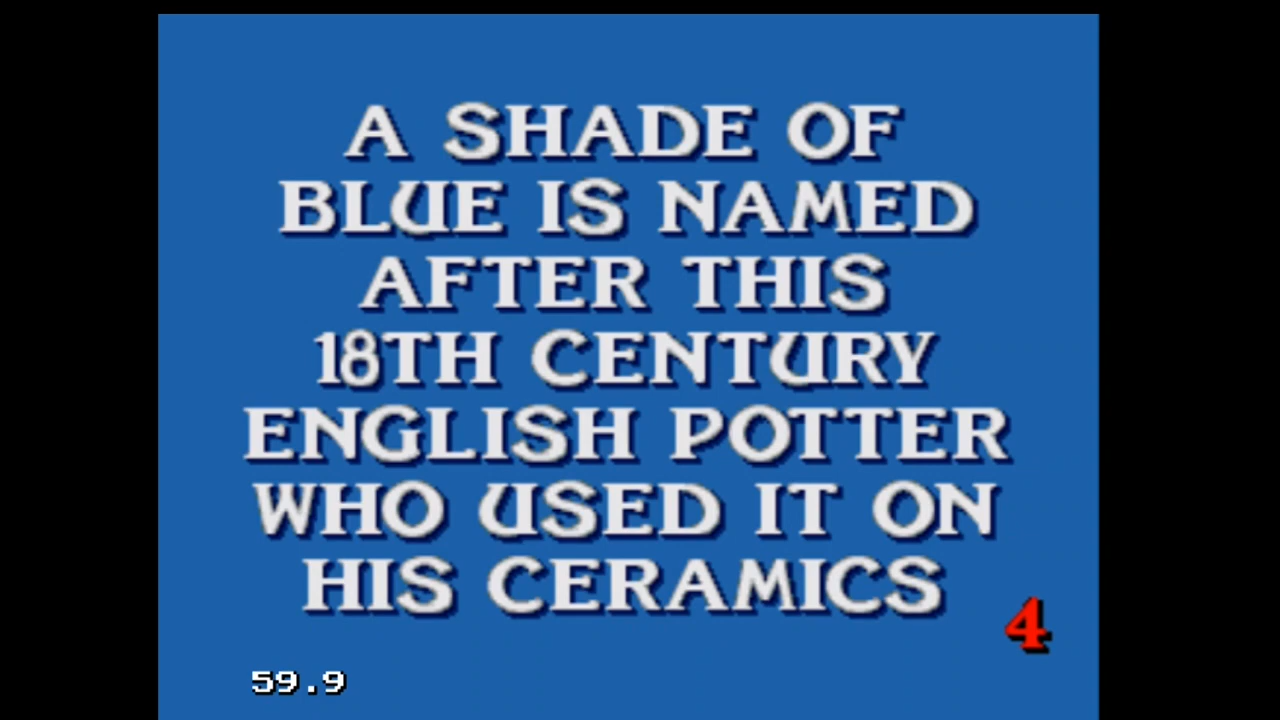 A SHADE OF
BLUE IS NAMED
AFTER THIS
18TH CENTURY
ENGLISH POTTER
WHO USED IT ON
HIS CERAMICS
4
59.9